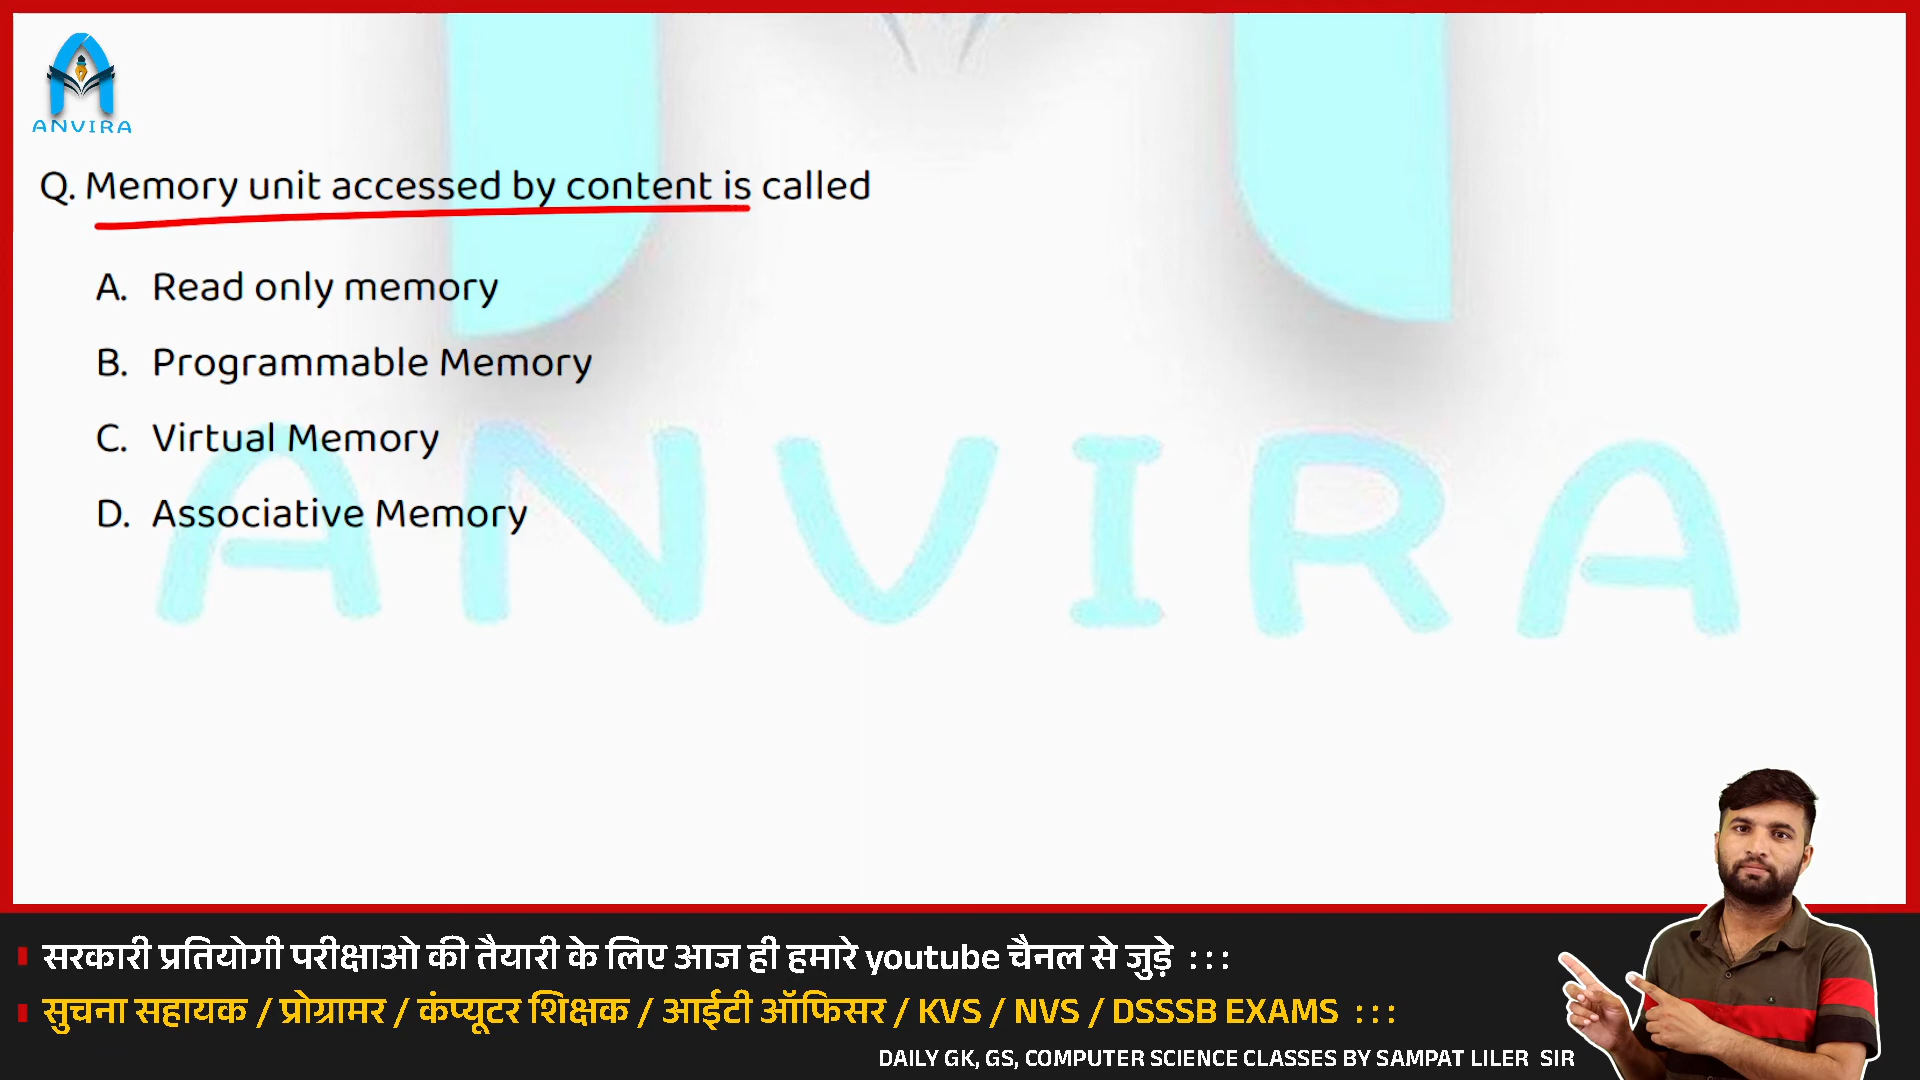 ANVIRA
Q. Memory unit accessed by content is called
A. Read only memory
B. Programmable Memory
C. Virtual Memory
D. Associative Memory
ANVIRA
सरकारी प्रतियोगी परीक्षाओ की तैयारी के लिए आज ही हमारे youtube चैनल से जुड़े :::
सुचना सहायक / प्रोग्रामर / कंप्यूटर शिक्षक / आईटी ऑफिसर / KVS / NVS / DSSSB EXAMS :::
DAILY GK, GS, COMPUTER SCIENCE CLASSES BY SAMPAT LILER SIR